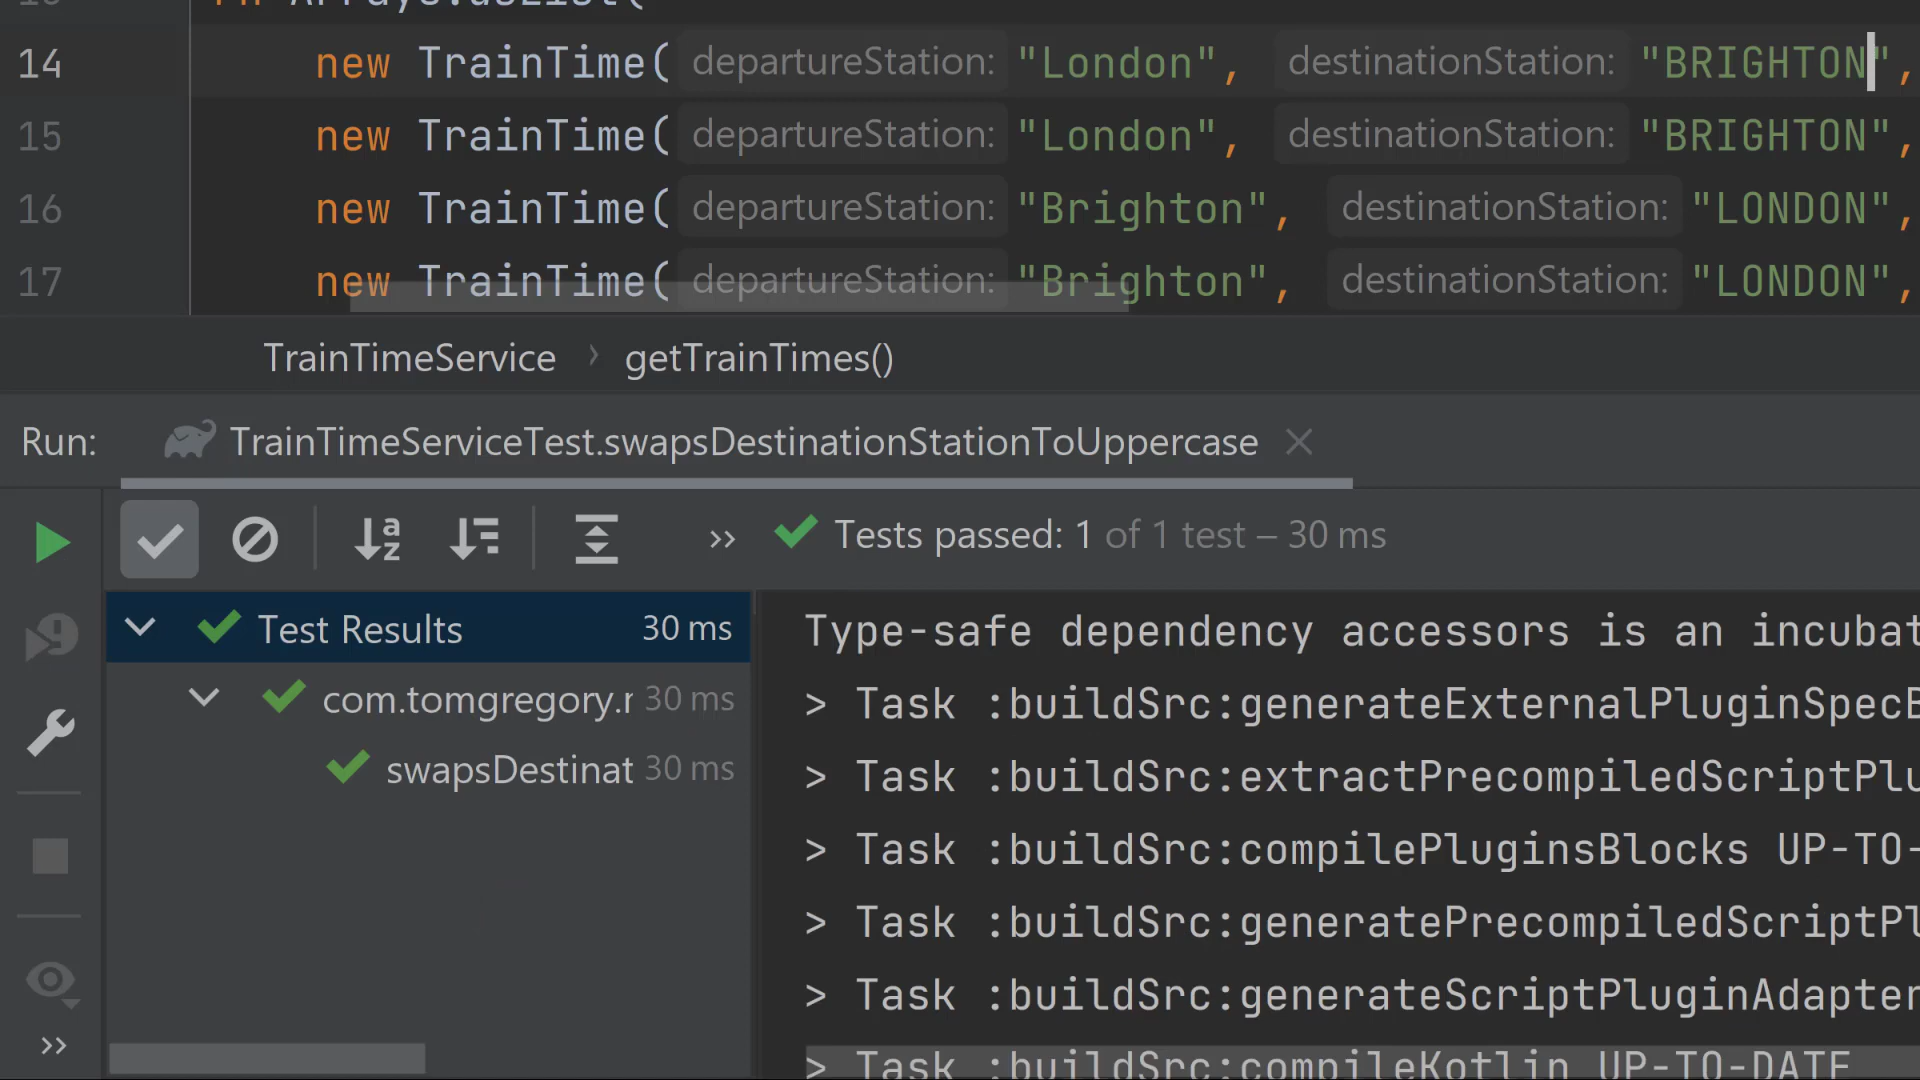 14 new TrainTime( departureStation: "London", destinationStation: "BRIGHTON",
15 new TrainTime( departureStation: "London", destinationStation: "BRIGHTON",
16 new TrainTime( departureStation: "Brighton", destinationStation: "LONDON",
17 new TrainTime( departureStation: "Brighton", destinationStation: "LONDON",
TrainTimeService › getTrainTimes()
Run: TrainTimeServiceTest.swapsDestinationStationToUppercase
Tests passed: 1 of 1 test – 30 ms
Test Results 30 ms
com.tomgregory.r 30 ms
swapsDestinat 30 ms
Type-safe dependency accessors is an incubat
> Task :buildSrc:generateExternalPluginSpecB
> Task :buildSrc:extractPrecompiledScriptPlu
> Task :buildSrc:compilePluginsBlocks UP-TO-
> Task :buildSrc:generatePrecompiledScriptPl
> Task :buildSrc:generateScriptPluginAdapter
> Task :buildSrc:compileKotlin UP-TO-DATE